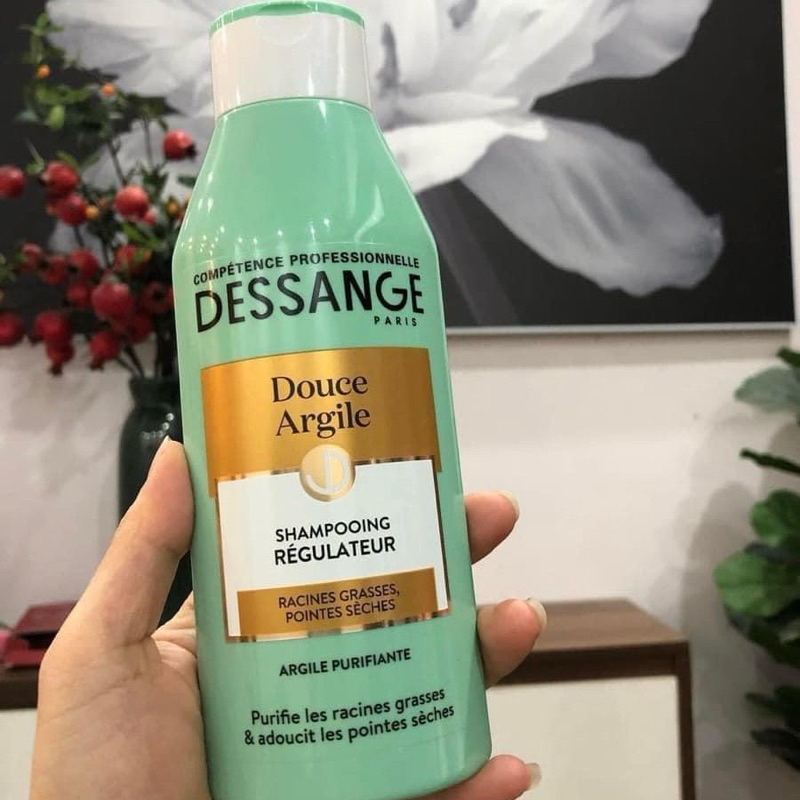 COMPÉTENCE PROFESSIONNELLE
DESSANGE
PARIS
Douce
Argile
JD
SHAMPOOING
RÉGULATEUR
RACINES GRASSES,
POINTES SÈCHES
ARGILE PURIFIANTE
Purifie les racines grasses
& adoucit les pointes sèches